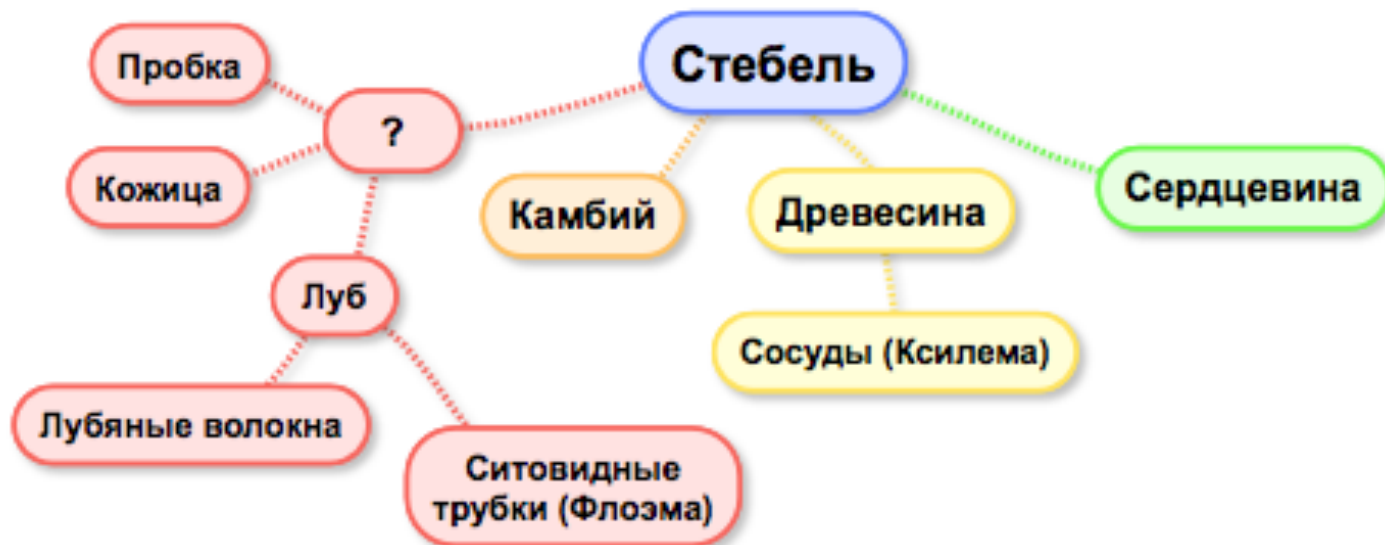 Стебель
Пробка
?
Кожица
Камбий
Древесина
Сердцевина
Луб
Сосуды (Ксилема)
Лубяные волокна
Ситовидные
трубки (Флоэма)